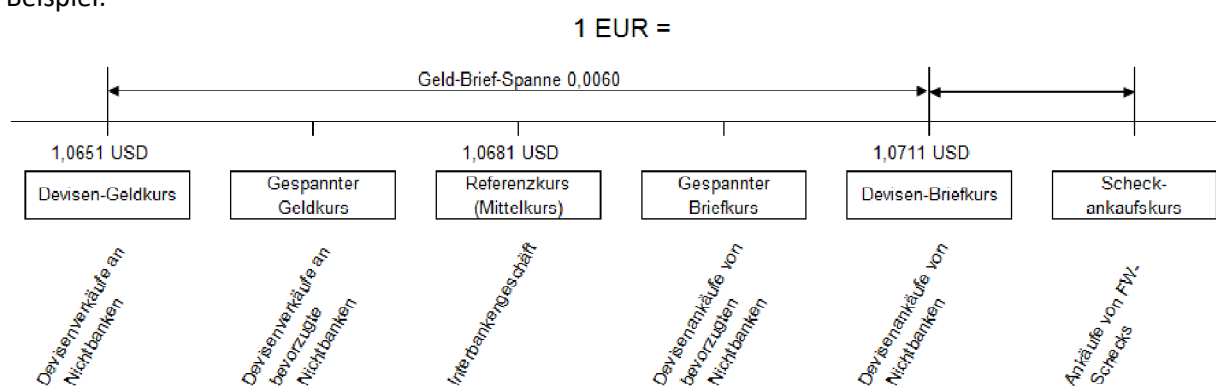 Beispiel:
1 EUR =
Geld-Brief-Spanne 0,0060
1,0651 USD
1,0681 USD
1,0711 USD
Devisen-Geldkurs
Gespannter
Geldkurs
Referenzkurs
(Mittelkurs)
Gespannter
Briefkurs
Devisen-Briefkurs
Scheck-
ankaufskurs
Devisenverkäufe an
Nichtbanken
Devisenverkäufe an
bevorzugte
Nichtbanken
Interbankengeschäft
Devisenankäufe von
bevorzugten
Nichtbanken
Devisenankäufe von
Nichtbanken
Ankäufe von FW-
Schecks